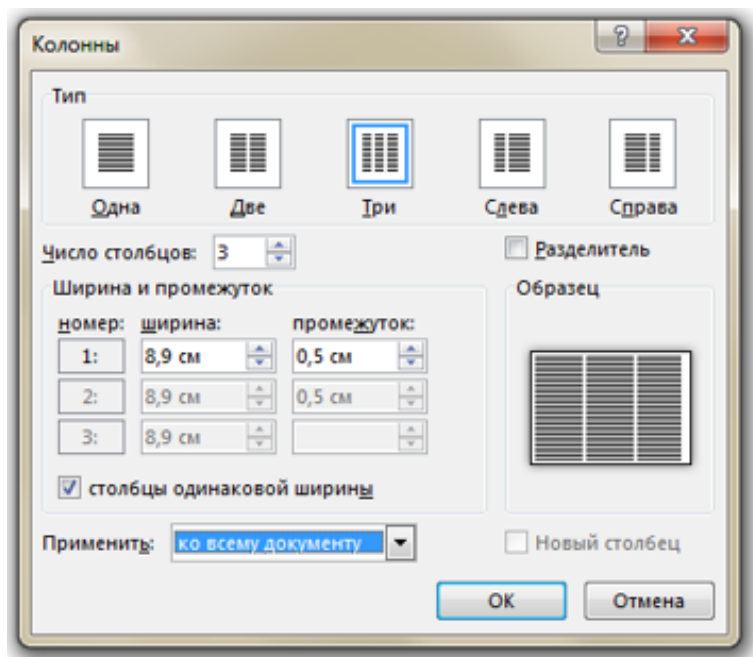 Колонны
Тип
Одна Две Три Слева Справа
Число столбцов: 3 Разделитель
Ширина и промежуток Образец
номер: ширина: промежуток:
1: 8,9 см 0,5 см
2: 8,9 см 0,5 см
3: 8,9 см
столбцы одинаковой ширины
Применить: ко всему документу Новый столбец
ОК Отмена